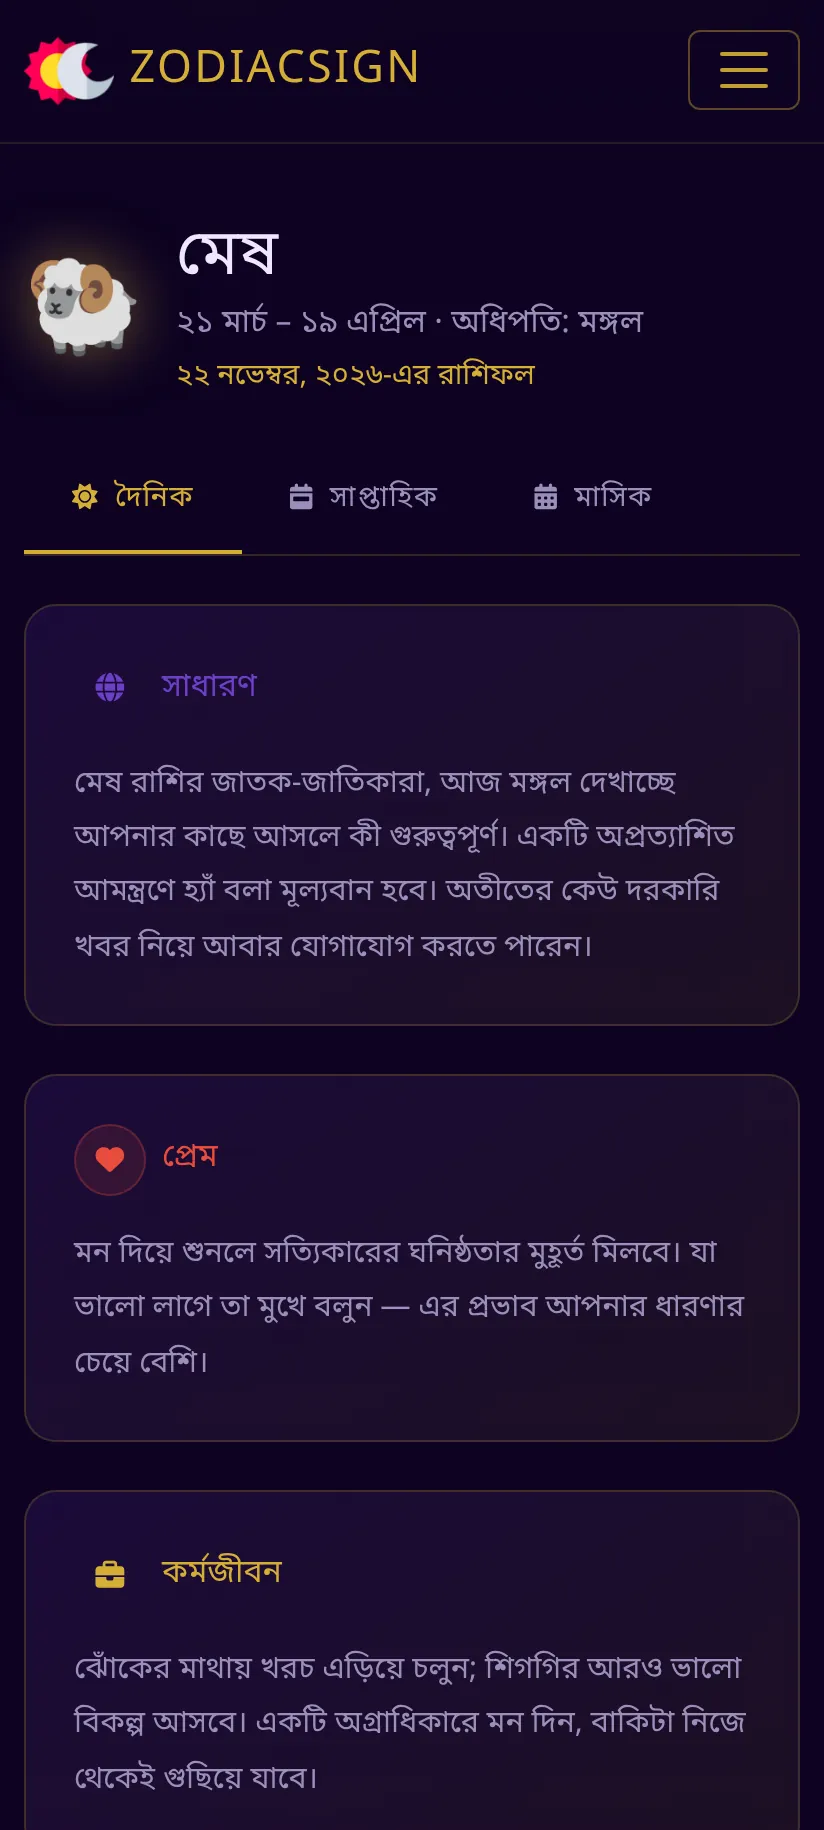 ZODIACSIGN
মেষ
২১ মার্চ – ১৯ এপ্রিল · অধিপতি: মঙ্গল
২২ নভেম্বর, ২০২৬-এর রাশিফল
দৈনিক সাপ্তাহিক মাসিক
সাধারণ
মেষ রাশির জাতক-জাতিকারা, আজ মঙ্গল দেখাচ্ছে
আপনার কাছে আসলে কী গুরুত্বপূর্ণ। একটি অপ্রত্যাশিত
আমন্ত্রণে হ্যাঁ বলা মূল্যবান হবে। অতীতের কেউ দরকারি
খবর নিয়ে আবার যোগাযোগ করতে পারেন।
প্রেম
মন দিয়ে শুনলে সত্যিকারের ঘনিষ্ঠতার মুহূর্ত মিলবে। যা
ভালো লাগে তা মুখে বলুন — এর প্রভাব আপনার ধারণার
চেয়ে বেশি।
কর্মজীবন
ঝোঁকের মাথায় খরচ এড়িয়ে চলুন; শিগগির আরও ভালো
বিকল্প আসবে। একটি অগ্রাধিকারে মন দিন, বাকিটা নিজে
থেকেই গুছিয়ে যাবে।